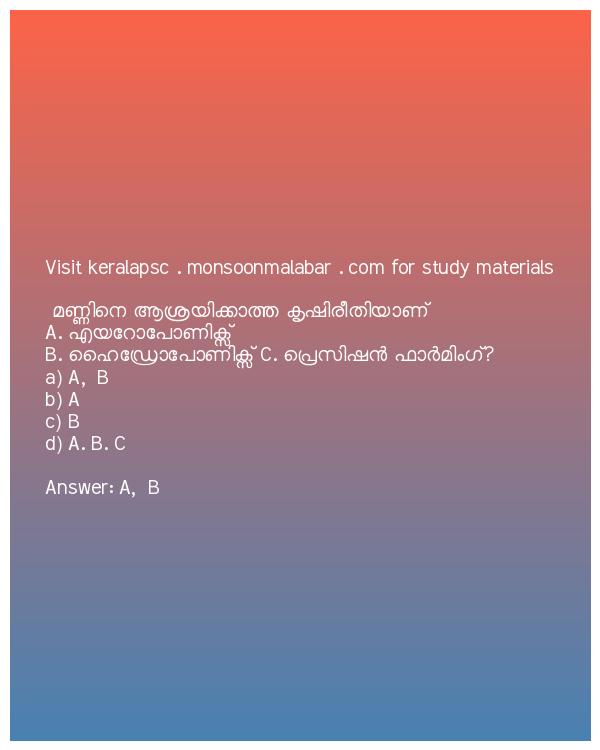 Visit keralapsc . monsoonmalabar . com for study materials
മണ്ണിനെ ആശ്രയിക്കാത്ത കൃഷിരീതിയാണ്
A. എയറോപോണിക്സ്
B. ഹൈഡ്രോപോണിക്സ് C. പ്രെസിഷൻ ഫാർമിംഗ്?
a) A, B
b) A
c) B
d) A. B. C
Answer: A, B